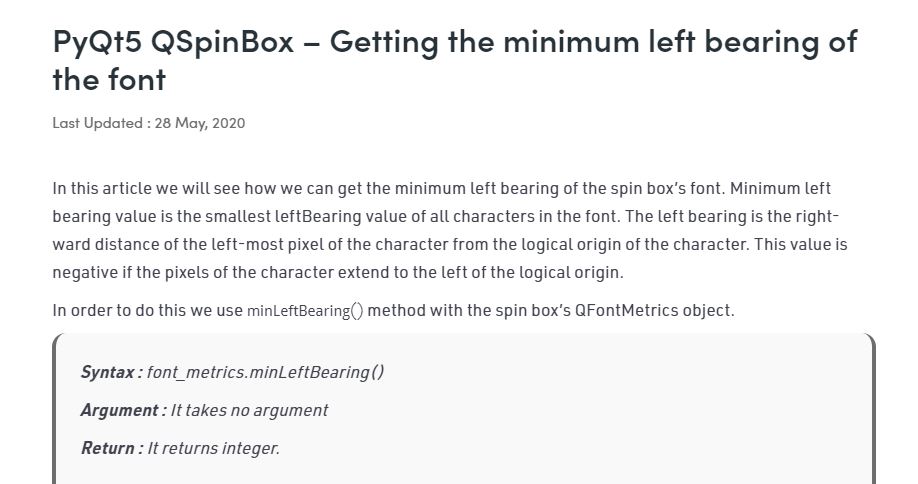 PyQt5 QSpinBox – Getting the minimum left bearing of
the font
Last Updated : 28 May, 2020
In this article we will see how we can get the minimum left bearing of the spin box’s font. Minimum left
bearing value is the smallest leftBearing value of all characters in the font. The left bearing is the right-
ward distance of the left-most pixel of the character from the logical origin of the character. This value is
negative if the pixels of the character extend to the left of the logical origin.
In order to do this we use minLeftBearing() method with the spin box’s QFontMetrics object.
Syntax : font_metrics.minLeftBearing()
Argument : It takes no argument
Return : It returns integer.